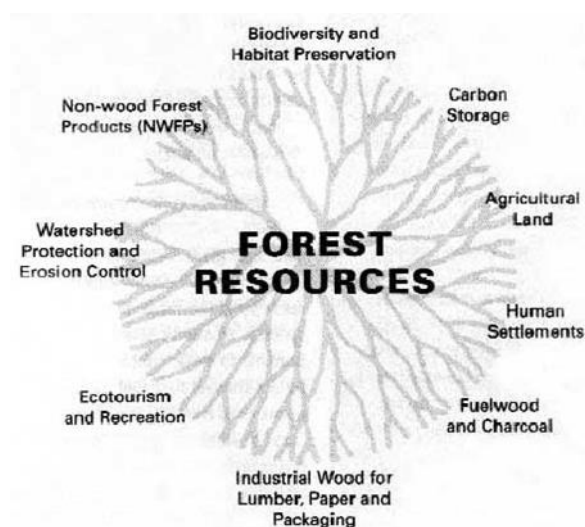 Biodiversity and
Habitat Preservation
Carbon
Storage
Non-wood Forest
Products (NWFPs)
Agricultural
Land
Watershed
Protection and
Erosion Control
FOREST
RESOURCES
Human
Settlements
Ecotourism
and Recreation
Fuelwood
and Charcoal
Industrial Wood for
Lumber, Paper and
Packaging